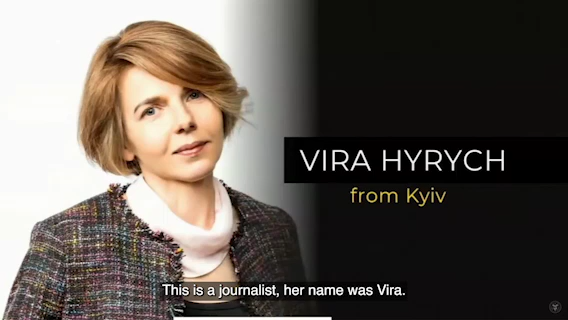 VIRA HYRYCH
from Kyiv
This is a journalist, her name was Vira.